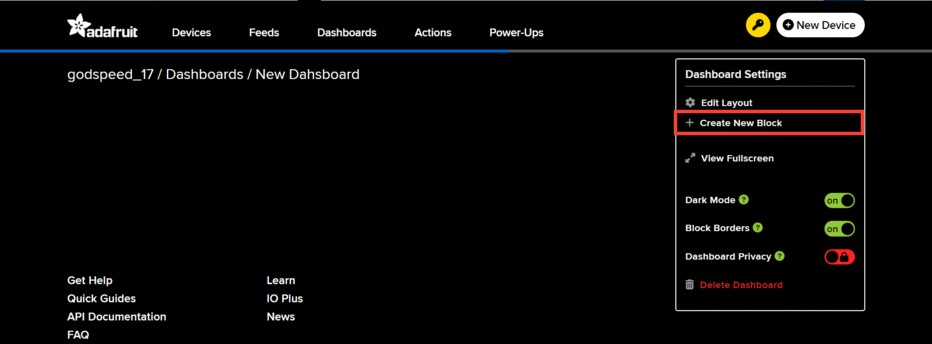 adafruit Devices Feeds Dashboards Actions Power-Ups New Device
godspeed_17 / Dashboards / New Dahsboard
Dashboard Settings
Edit Layout
Create New Block
View Fullscreen
Dark Mode ? on
Block Borders ? on
Dashboard Privacy ?
Delete Dashboard
Get Help
Quick Guides
API Documentation
FAQ
Learn
IO Plus
News